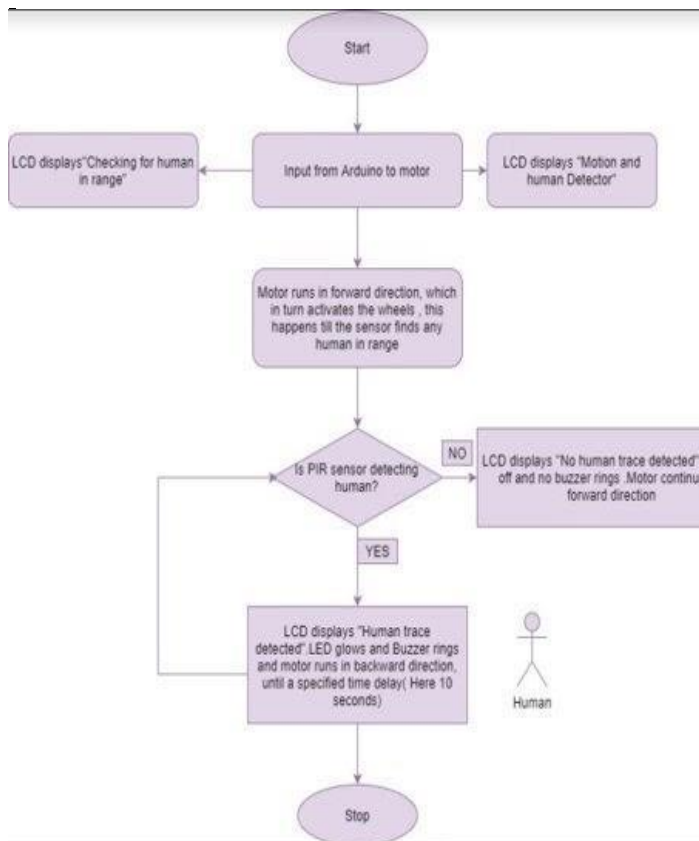 Start
LCD displays"Checking for human
in range"
Input from Arduino to motor
LCD displays "Motion and
human Detector"
Motor runs in forward direction, which
in turn activates the wheels , this
happens till the sensor finds any
human in range
Is PIR sensor detecting
human?
NO
LCD displays "No human trace detected"
off and no buzzer rings .Motor continu
forward direction
YES
LCD displays "Human trace
detected".LED glows and Buzzer rings
and motor runs in backward direction,
until a specified time delay( Here 10
seconds)
Human
Stop